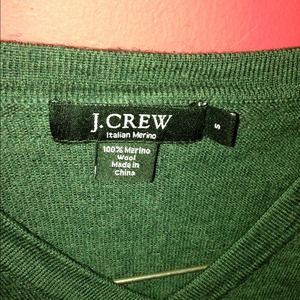 J.CREW
Italian Merino
S
100% Merino
Wool
Made in
China